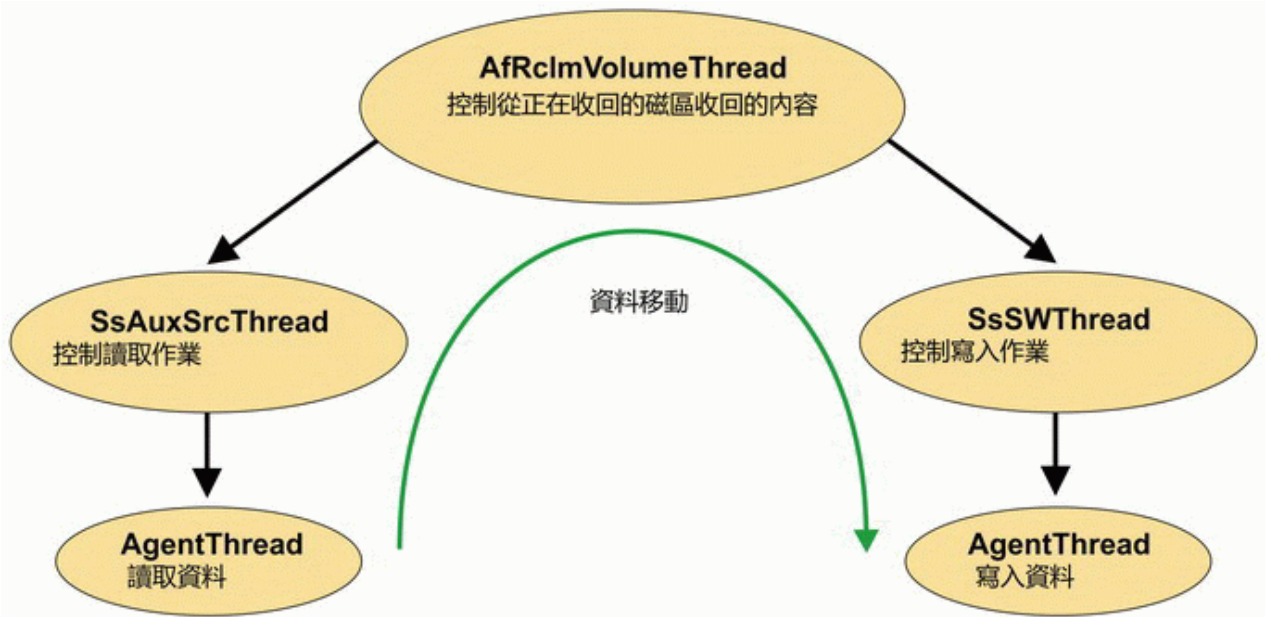 AfRclmVolumeThread
控制從正在收回的磁區收回的內容
資料移動
SsAuxSrcThread
控制讀取作業
SsSWThread
控制寫入作業
AgentThread
讀取資料
AgentThread
寫入資料